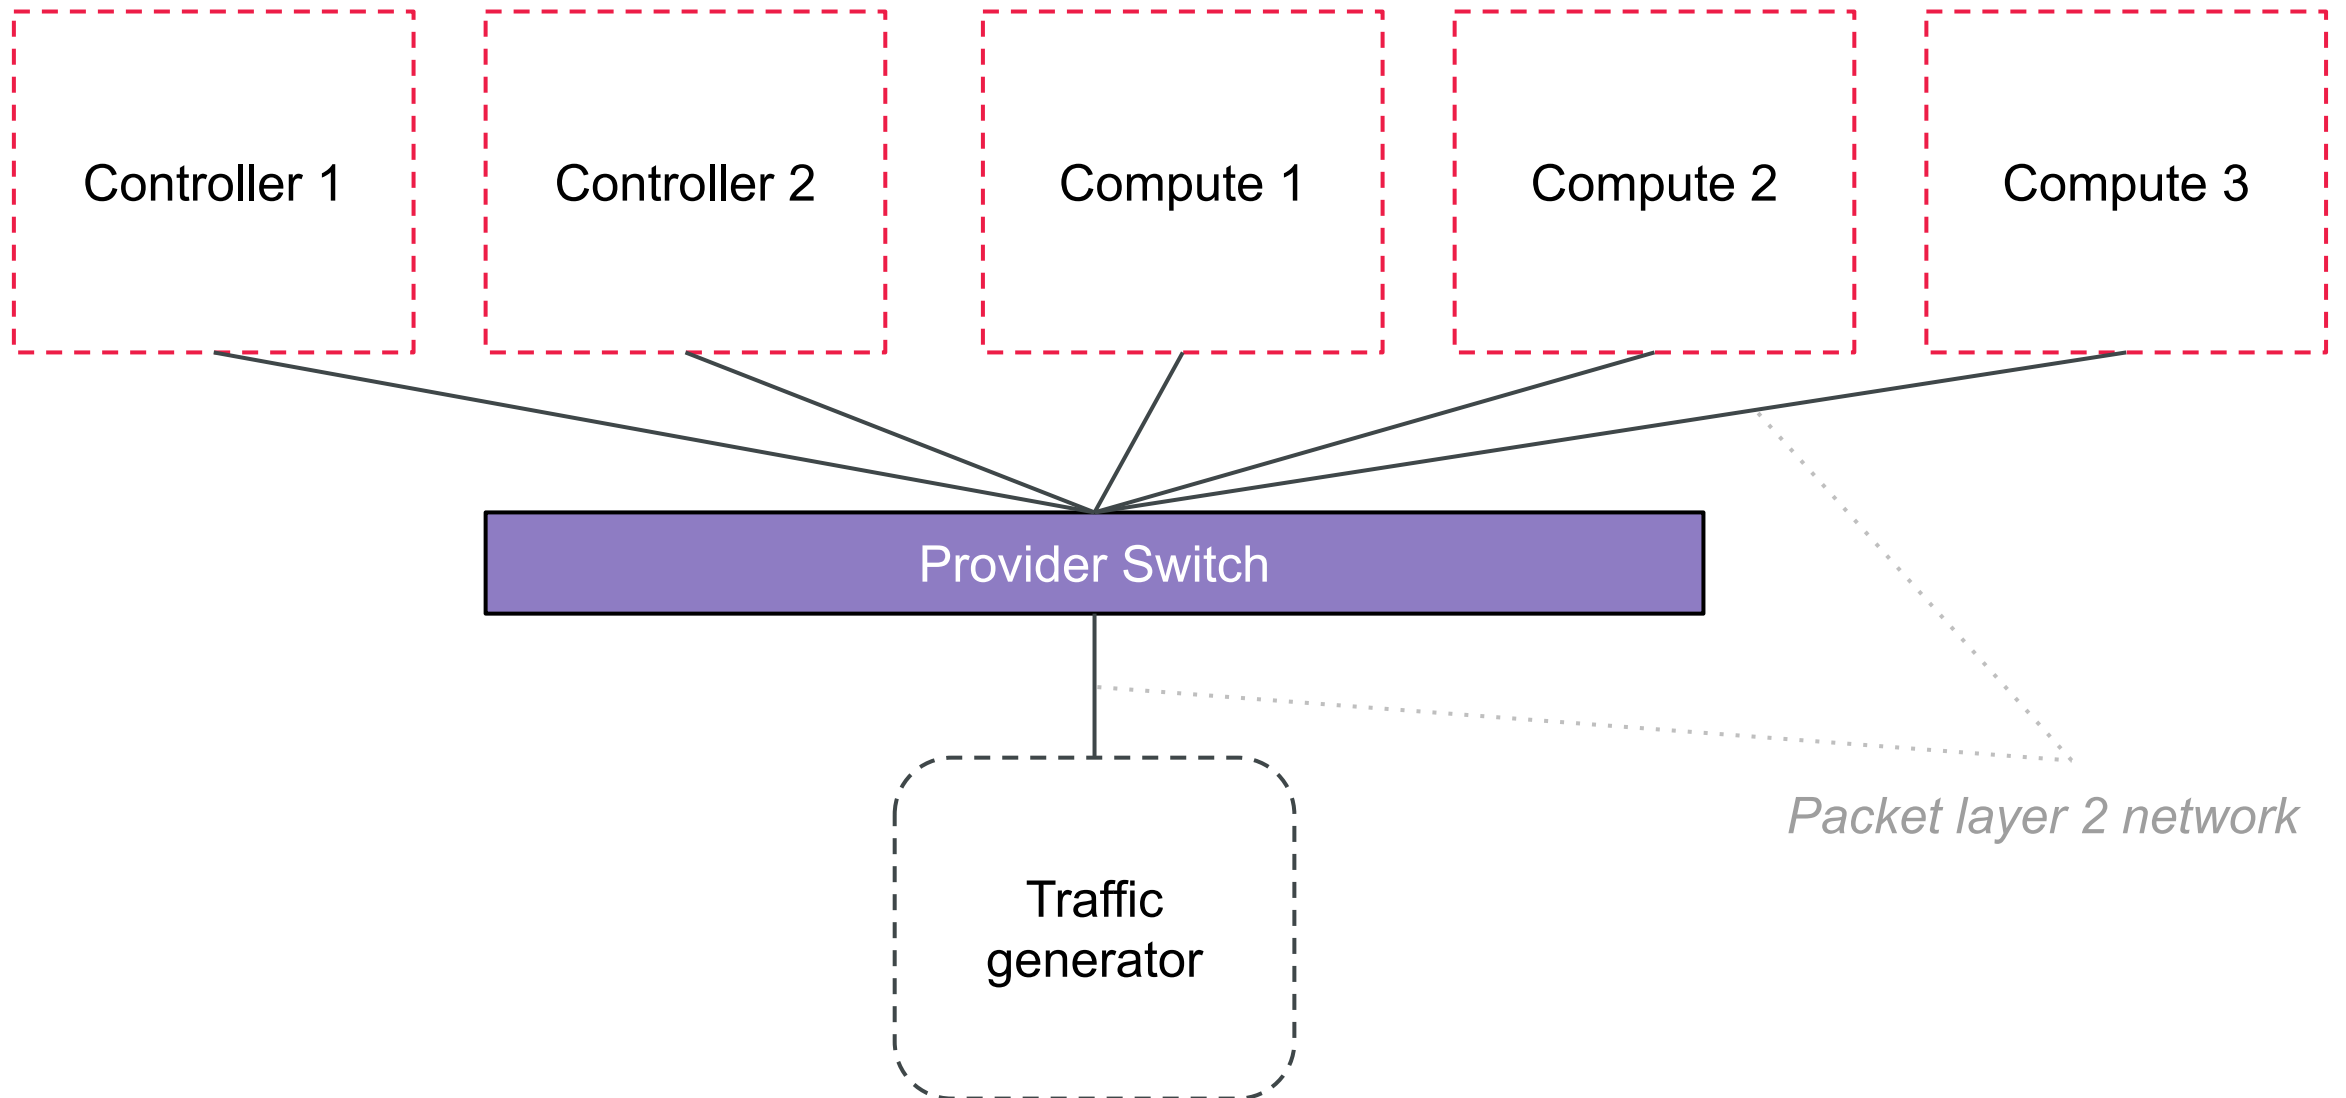 Controller 1
Controller 2
Compute 1
Compute 2
Compute 3
Provider Switch
Packet layer 2 network
Traffic
generator